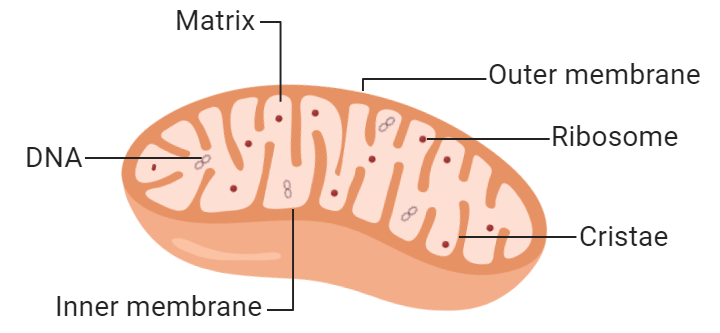 Matrix
Outer membrane
Ribosome
DNA
Cristae
Inner membrane